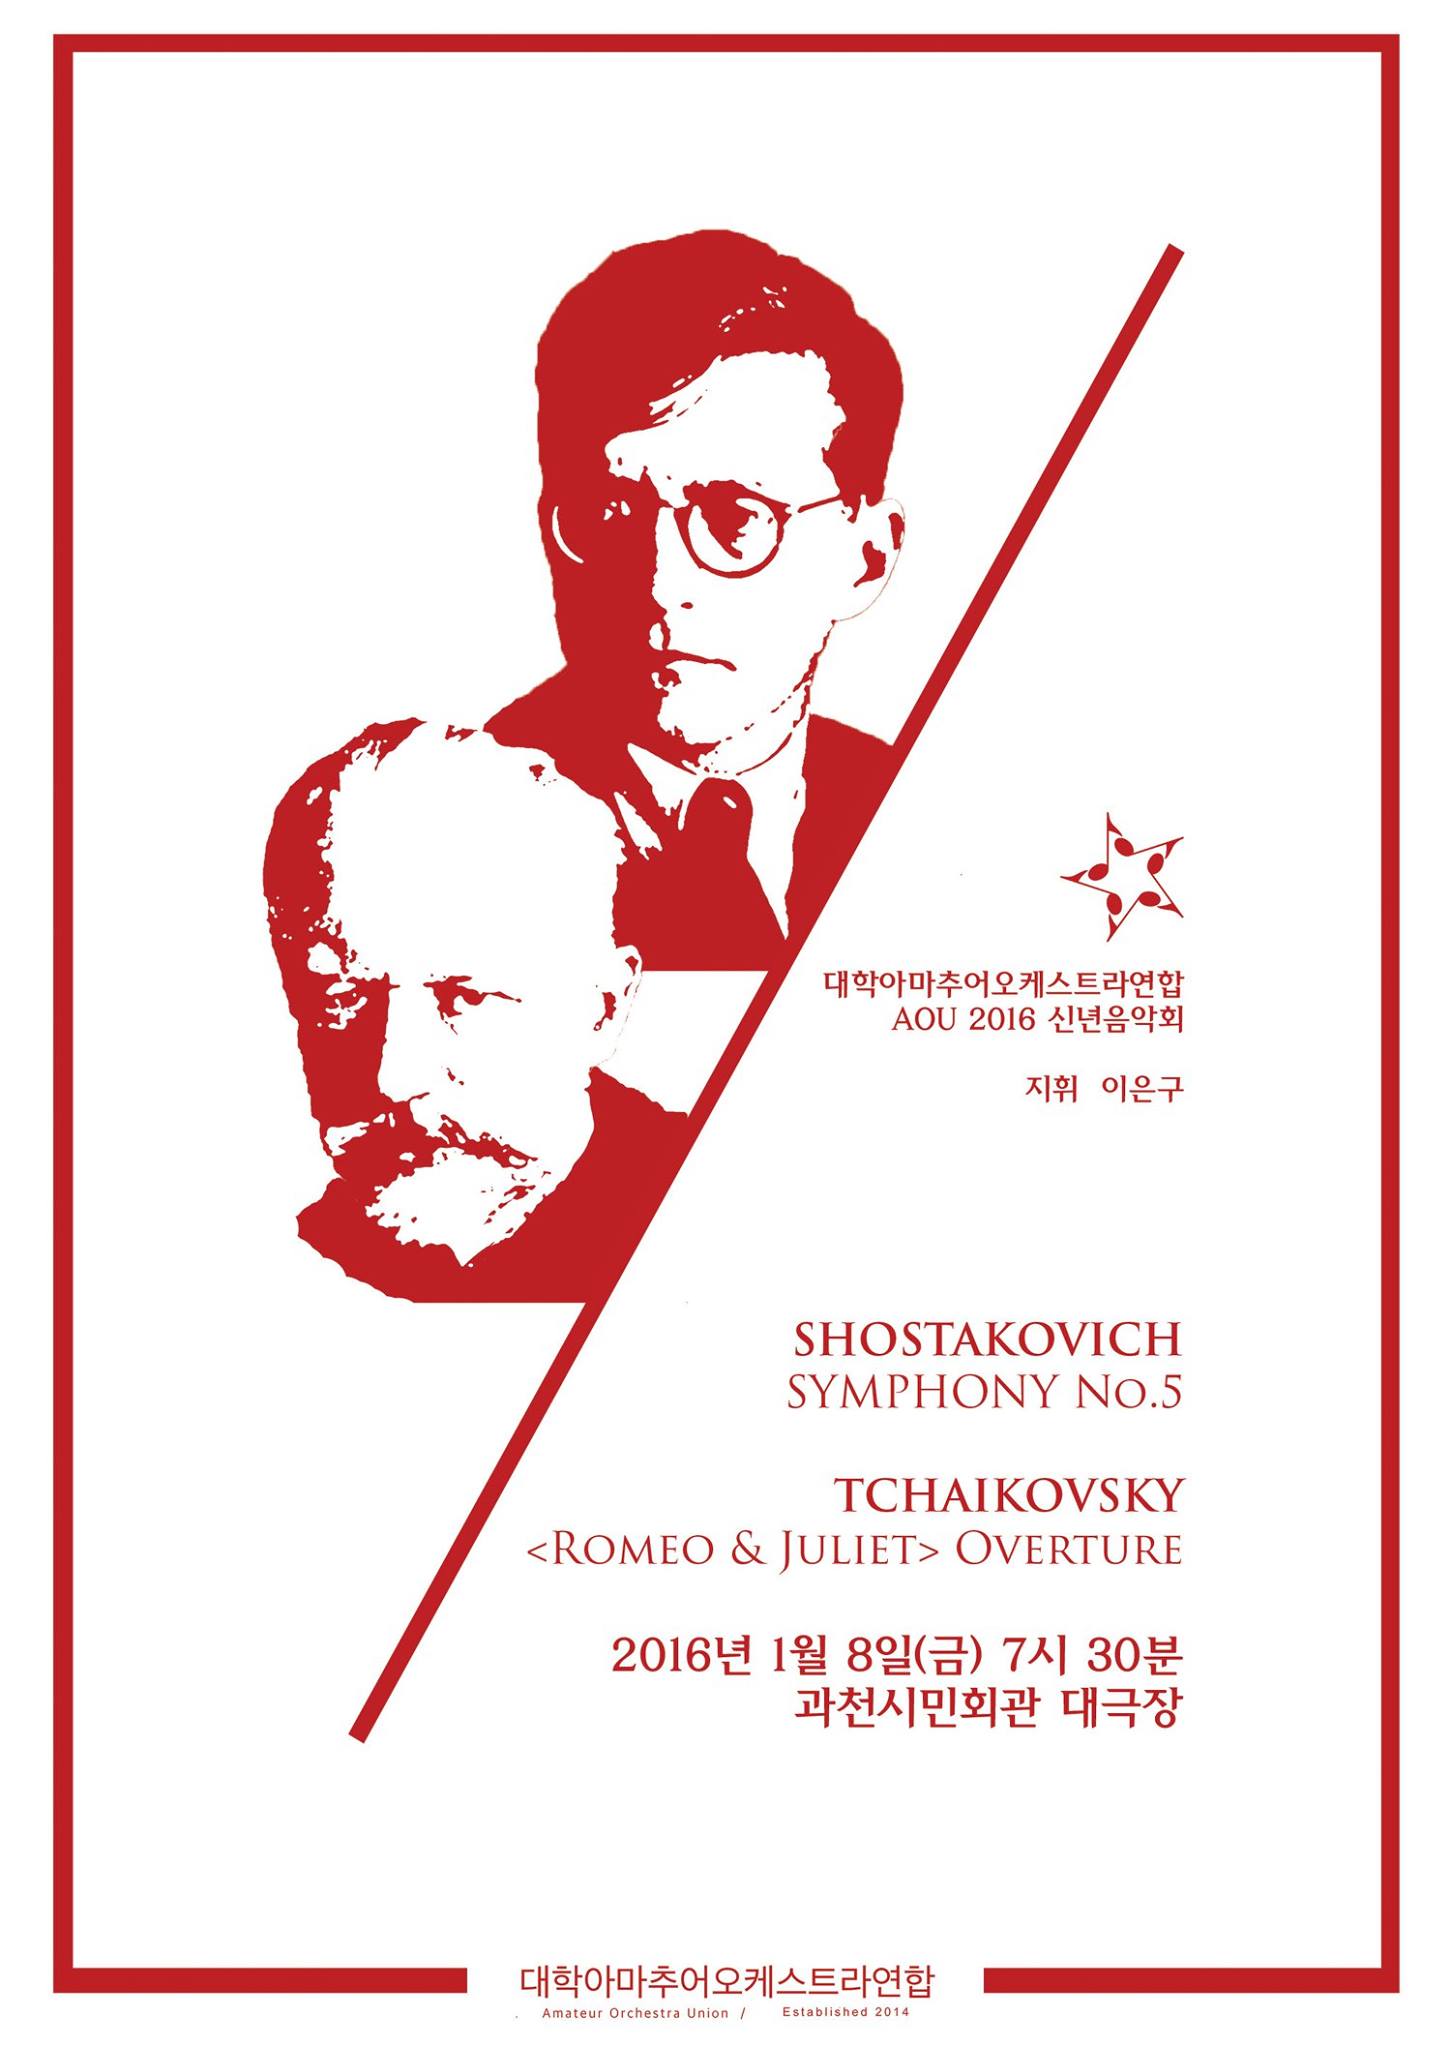 대학아마추어오케스트라연합
AOU 2016 신년음악회
지휘 이은구
SHOSTAKOVICH
SYMPHONY No.5
TCHAIKOVSKY
<ROMEO & JULIET> OVERTURE
2016년 1월 8일(금) 7시 30분
과천시민회관 대극장
대학아마추어오케스트라연합
Amateur Orchestra Union / Established 2014